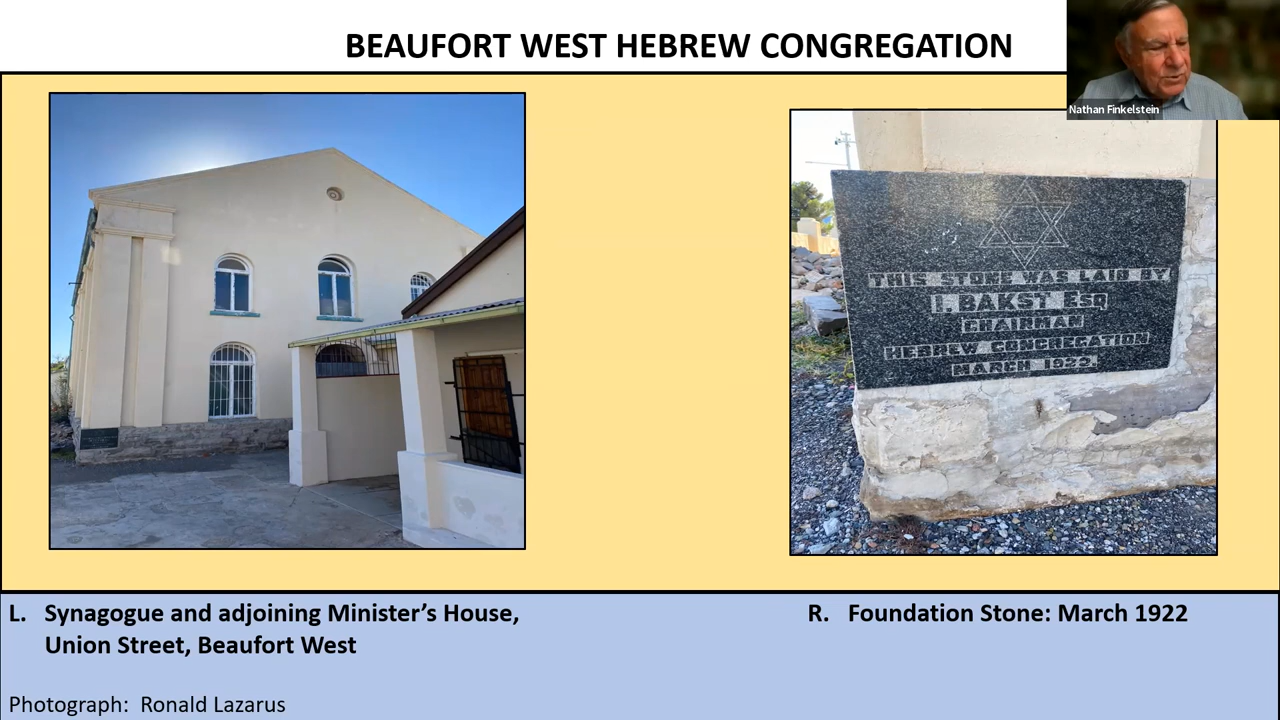 BEAUFORT WEST HEBREW CONGREGATION
Nathan Finkelstein
THIS STONE WAS LAID BY
I. BAKST ESQ
CHAIRMAN
HEBREW CONGREGATION
MARCH 1922.
L. Synagogue and adjoining Minister’s House,
Union Street, Beaufort West
R. Foundation Stone: March 1922
Photograph: Ronald Lazarus